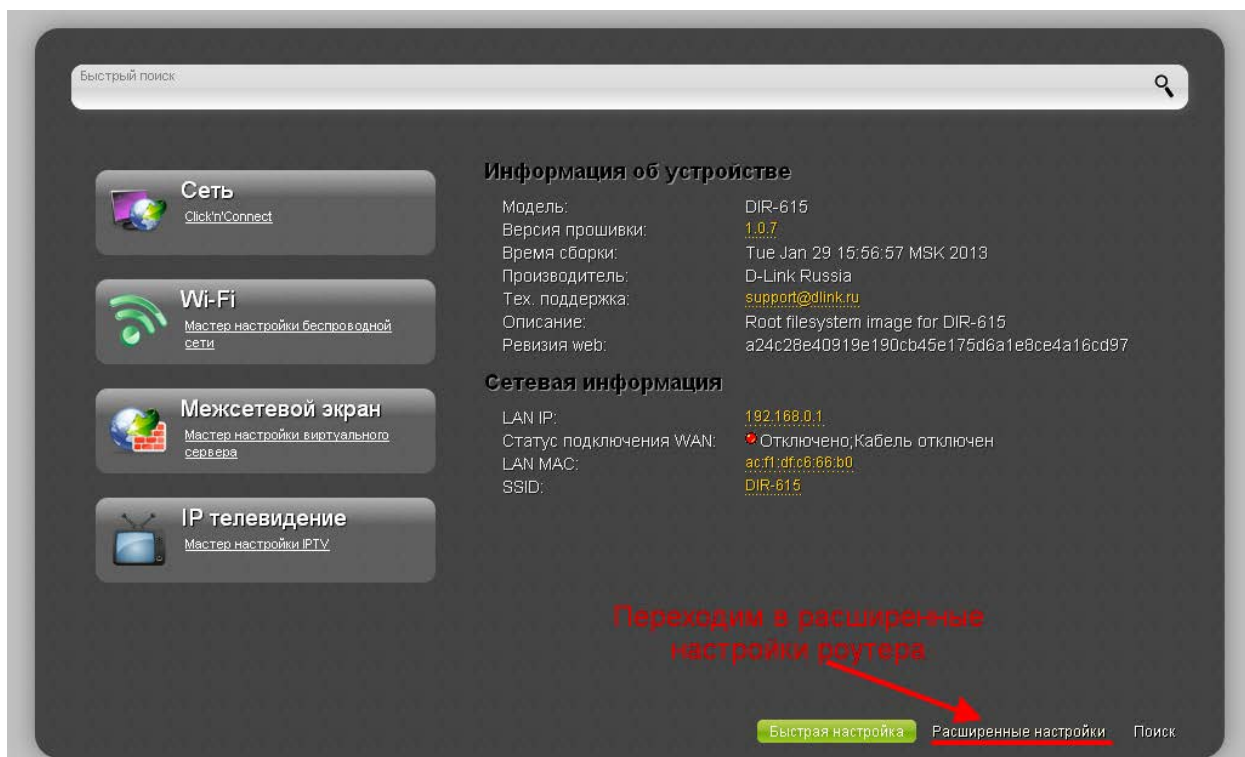 Быстрый поиск
Сеть
Click'n'Connect
Wi-Fi
Мастер настройки беспроводной
сети
Межсетевой экран
Мастер настройки виртуального
сервера
IP телевидение
Мастер настройки IPTV
Информация об устройстве
Модель: DIR-615
Версия прошивки: 1.0.7
Время сборки: Tue Jan 29 15:56:57 MSK 2013
Производитель: D-Link Russia
Тех. поддержка: support@dlink.ru
Описание: Root filesystem image for DIR-615
Ревизия web: a24c28e40919e190cb45e175d6a1e8ce4a16cd97
Сетевая информация
LAN IP: 192.168.0.1
Статус подключения WAN: Отключено;Кабель отключен
LAN MAC: ac:f1:df:c6:66:b0
SSID: DIR-615
Переходим в расширенные
настройки роутера
Быстрая настройка Расширенные настройки Поиск